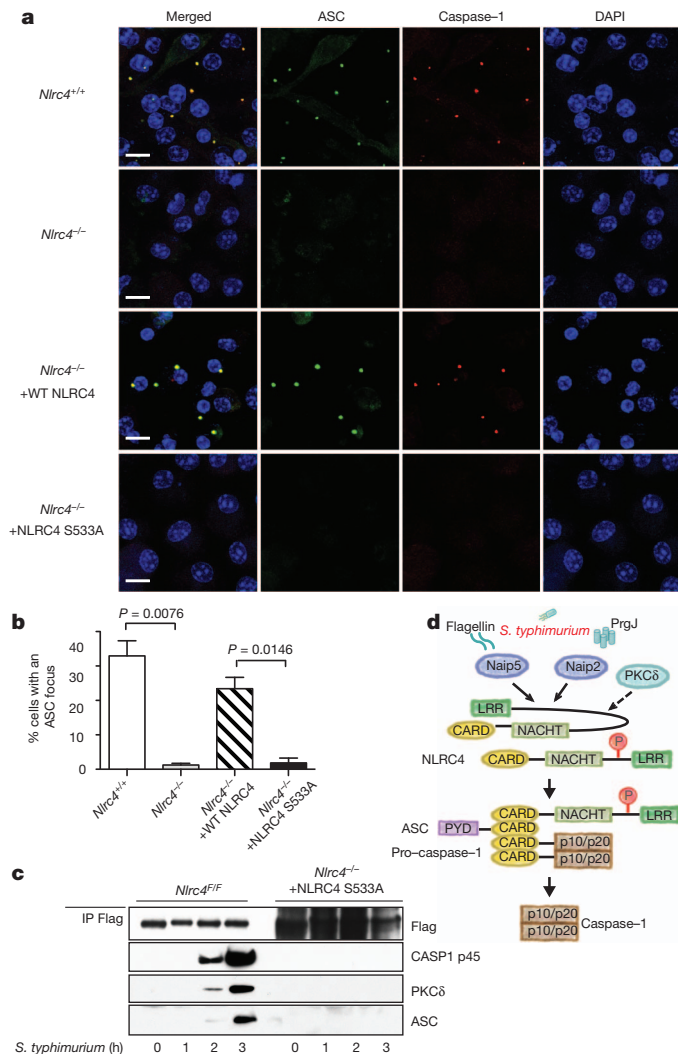 a
Merged ASC Caspase–1 DAPI
Nlrc4+/+
Nlrc4–/–
Nlrc4–/–
+WT NLRC4
Nlrc4–/–
+NLRC4 S533A
b
P = 0.0076
P = 0.0146
% cells with an
ASC focus
40
30
20
10
0
Nlrc4+/+
Nlrc4–/–
Nlrc4–/–
+WT NLRC4
Nlrc4–/–
+NLRC4 S533A
c
Nlrc4F/F
Nlrc4–/–
+NLRC4 S533A
IP Flag
Flag
CASP1 p45
PKCδ
ASC
S. typhimurium (h) 0 1 2 3 0 1 2 3
d
Flagellin
S. typhimurium
PrgJ
Naip5
Naip2
PKCδ
LRR
CARD NACHT
P
NLRC4 CARD NACHT LRR
P
CARD NACHT LRR
ASC PYD CARD
Pro–caspase–1 CARD p10/p20
CARD p10/p20
p10/p20
p10/p20
Caspase–1